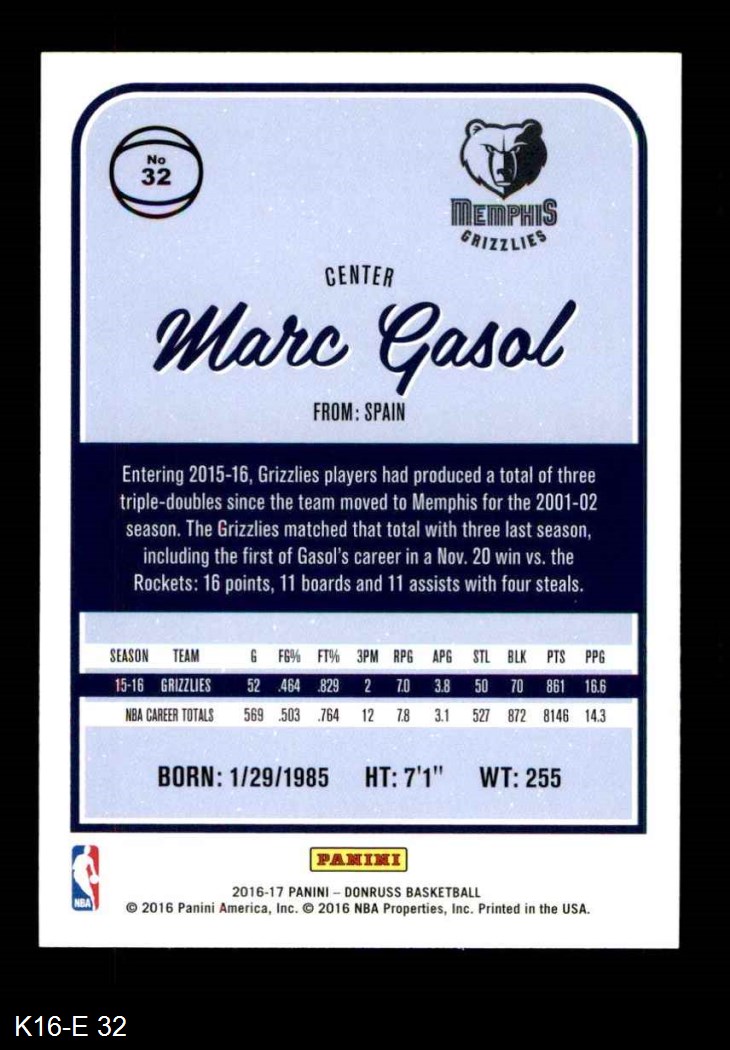 No
32
MEMPHIS
GRIZZLIES
CENTER
Marc Gasol
FROM: SPAIN
Entering 2015-16, Grizzlies players had produced a total of three
triple-doubles since the team moved to Memphis for the 2001-02
season. The Grizzlies matched that total with three last season,
including the first of Gasol's career in a Nov. 20 win vs. the
Rockets: 16 points, 11 boards and 11 assists with four steals.
SEASON TEAM G FG% FT% 3PM RPG APG STL BLK PTS PPG
15-16 GRIZZLIES 52 .464 .829 2 7.0 3.8 50 70 861 16.6
NBA CAREER TOTALS 569 .503 .764 12 7.8 3.1 527 872 8146 14.3
BORN: 1/29/1985 HT: 7'1" WT: 255
NBA
PANINI
2016-17 PANINI – DONRUSS BASKETBALL
© 2016 Panini America, Inc. © 2016 NBA Properties, Inc. Printed in the USA.
K16-E 32